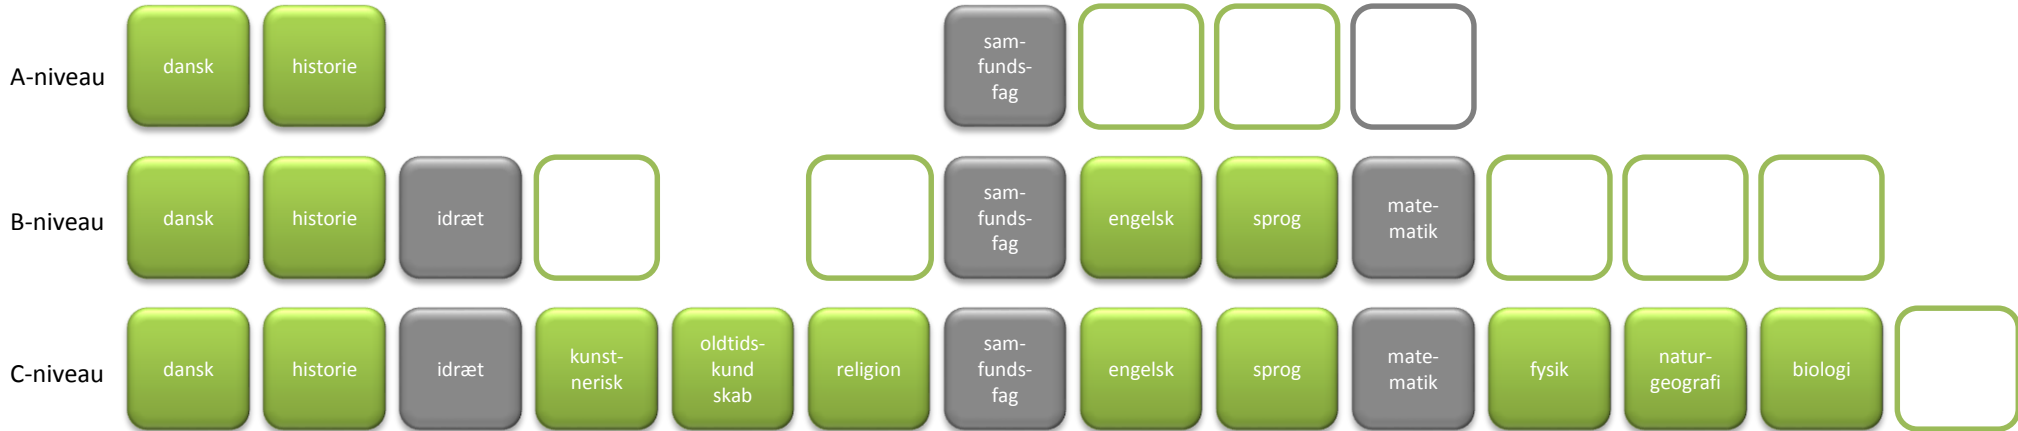 A-niveau
dansk
historie
sam-
funds-
fag
B-niveau
dansk
historie
idræt
sam-
funds-
fag
engelsk
sprog
mate-
matik
C-niveau
dansk
historie
idræt
kunst-
nerisk
oldtids-
kund
skab
religion
sam-
funds-
fag
engelsk
sprog
mate-
matik
fysik
natur-
geografi
biologi